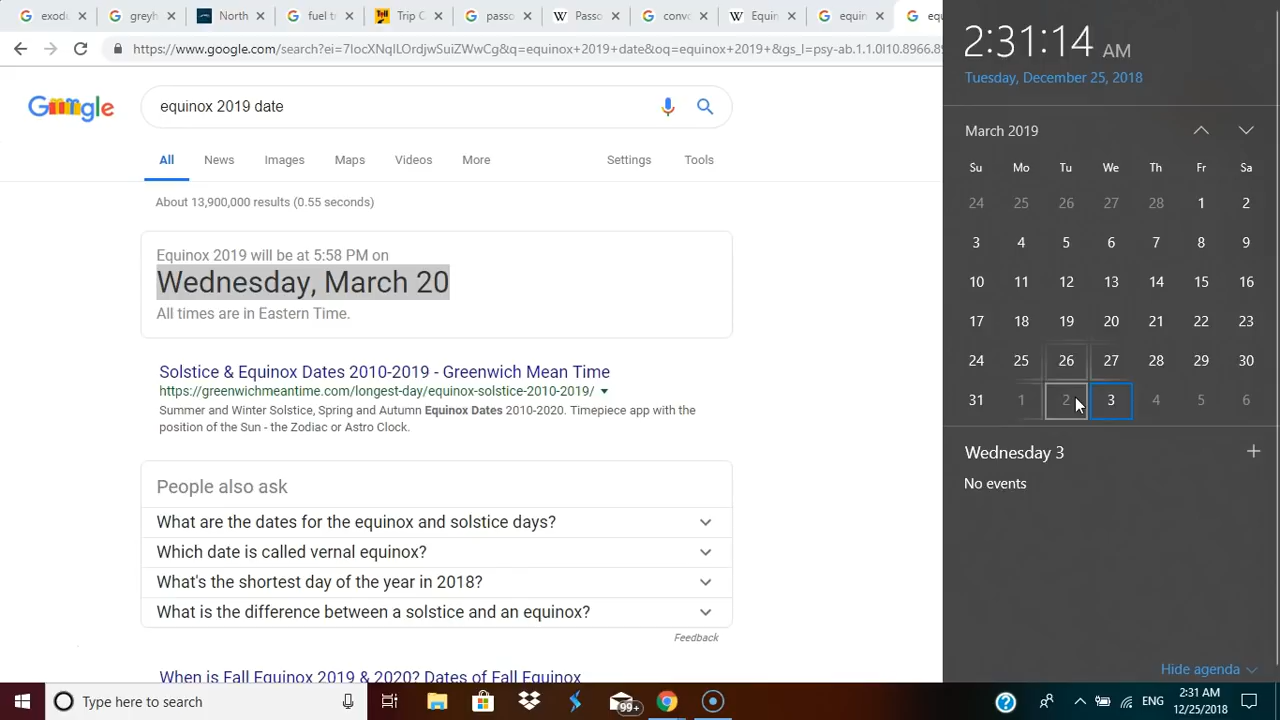 exodu
greyh
North
fuel tr
Trip C
passo
Passo
convo
Equin
equin
equ
https://www.google.com/search?ei=7IocXNqILOrdjwSuiZWwCg&q=equinox+2019+date&oq=equinox+2019+&gs_l=psy-ab.1.1.0l10.8966.89
Google
equinox 2019 date
All
News
Images
Maps
Videos
More
Settings
Tools
About 13,900,000 results (0.55 seconds)
Equinox 2019 will be at 5:58 PM on
Wednesday, March 20
All times are in Eastern Time.
Solstice & Equinox Dates 2010-2019 - Greenwich Mean Time
https://greenwichmeantime.com/longest-day/equinox-solstice-2010-2019/
Summer and Winter Solstice, Spring and Autumn Equinox Dates 2010-2020. Timepiece app with the
position of the Sun - the Zodiac or Astro Clock.
People also ask
What are the dates for the equinox and solstice days?
Which date is called vernal equinox?
What's the shortest day of the year in 2018?
What is the difference between a solstice and an equinox?
Feedback
When is Fall Equinox 2019 & 2020? Dates of Fall Equinox
2:31:14 AM
Tuesday, December 25, 2018
March 2019
Su Mo Tu We Th Fr Sa
24 25 26 27 28 1 2
3 4 5 6 7 8 9
10 11 12 13 14 15 16
17 18 19 20 21 22 23
24 25 26 27 28 29 30
31 1 2 3 4 5 6
Wednesday 3
No events
Hide agenda
Type here to search
99+
ENG
2:31 AM
12/25/2018